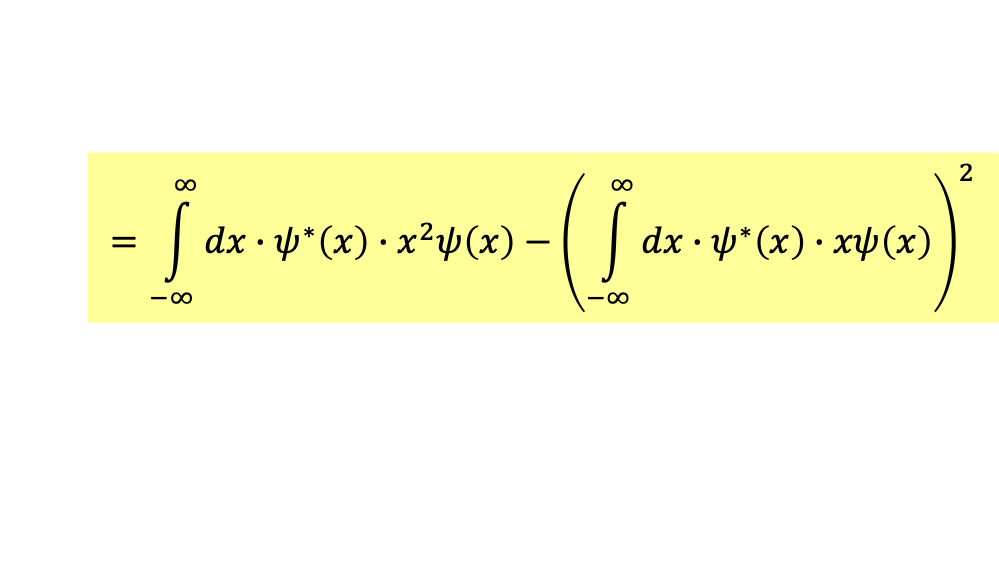 = ∫_{−∞}^{∞} dx · ψ*(x) · x²ψ(x) − (∫_{−∞}^{∞} dx · ψ*(x) · xψ(x))²